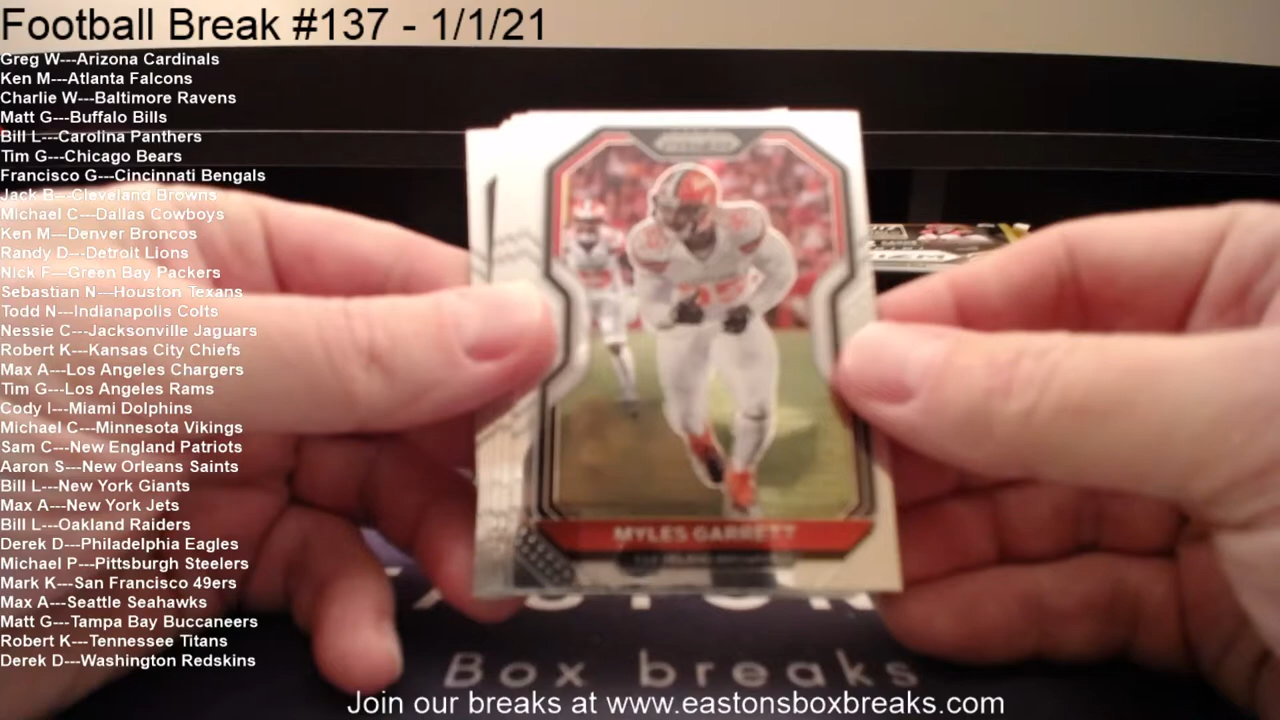 Football Break #137 - 1/1/21
Greg W---Arizona Cardinals
Ken M---Atlanta Falcons
Charlie W---Baltimore Ravens
Matt G---Buffalo Bills
Bill L---Carolina Panthers
Tim G---Chicago Bears
Francisco G---Cincinnati Bengals
Jack B---Cleveland Browns
Michael C---Dallas Cowboys
Ken M---Denver Broncos
Randy D---Detroit Lions
Nick F---Green Bay Packers
Sebastian N---Houston Texans
Todd N---Indianapolis Colts
Nessie C---Jacksonville Jaguars
Robert K---Kansas City Chiefs
Max A---Los Angeles Chargers
Tim G---Los Angeles Rams
Cody I---Miami Dolphins
Michael C---Minnesota Vikings
Sam C---New England Patriots
Aaron S---New Orleans Saints
Bill L---New York Giants
Max A---New York Jets
Bill L---Oakland Raiders
Derek D---Philadelphia Eagles
Michael P---Pittsburgh Steelers
Mark K---San Francisco 49ers
Max A---Seattle Seahawks
Matt G---Tampa Bay Buccaneers
Robert K---Tennessee Titans
Derek D---Washington Redskins
MYLES GARRETT
Box breaks
Join our breaks at www.eastonsboxbreaks.com